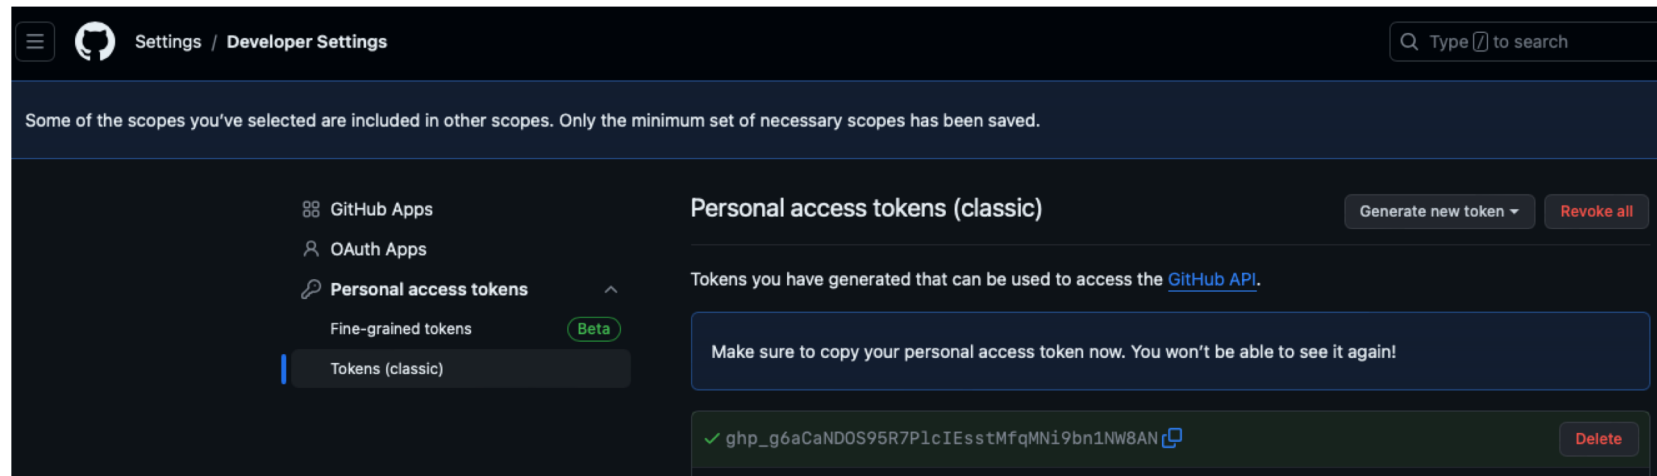 Settings / Developer Settings
Type / to search
Some of the scopes you've selected are included in other scopes. Only the minimum set of necessary scopes has been saved.
GitHub Apps
OAuth Apps
Personal access tokens
Fine-grained tokens Beta
Tokens (classic)
Personal access tokens (classic)
Generate new token Revoke all
Tokens you have generated that can be used to access the GitHub API.
Make sure to copy your personal access token now. You won't be able to see it again!
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 Delete